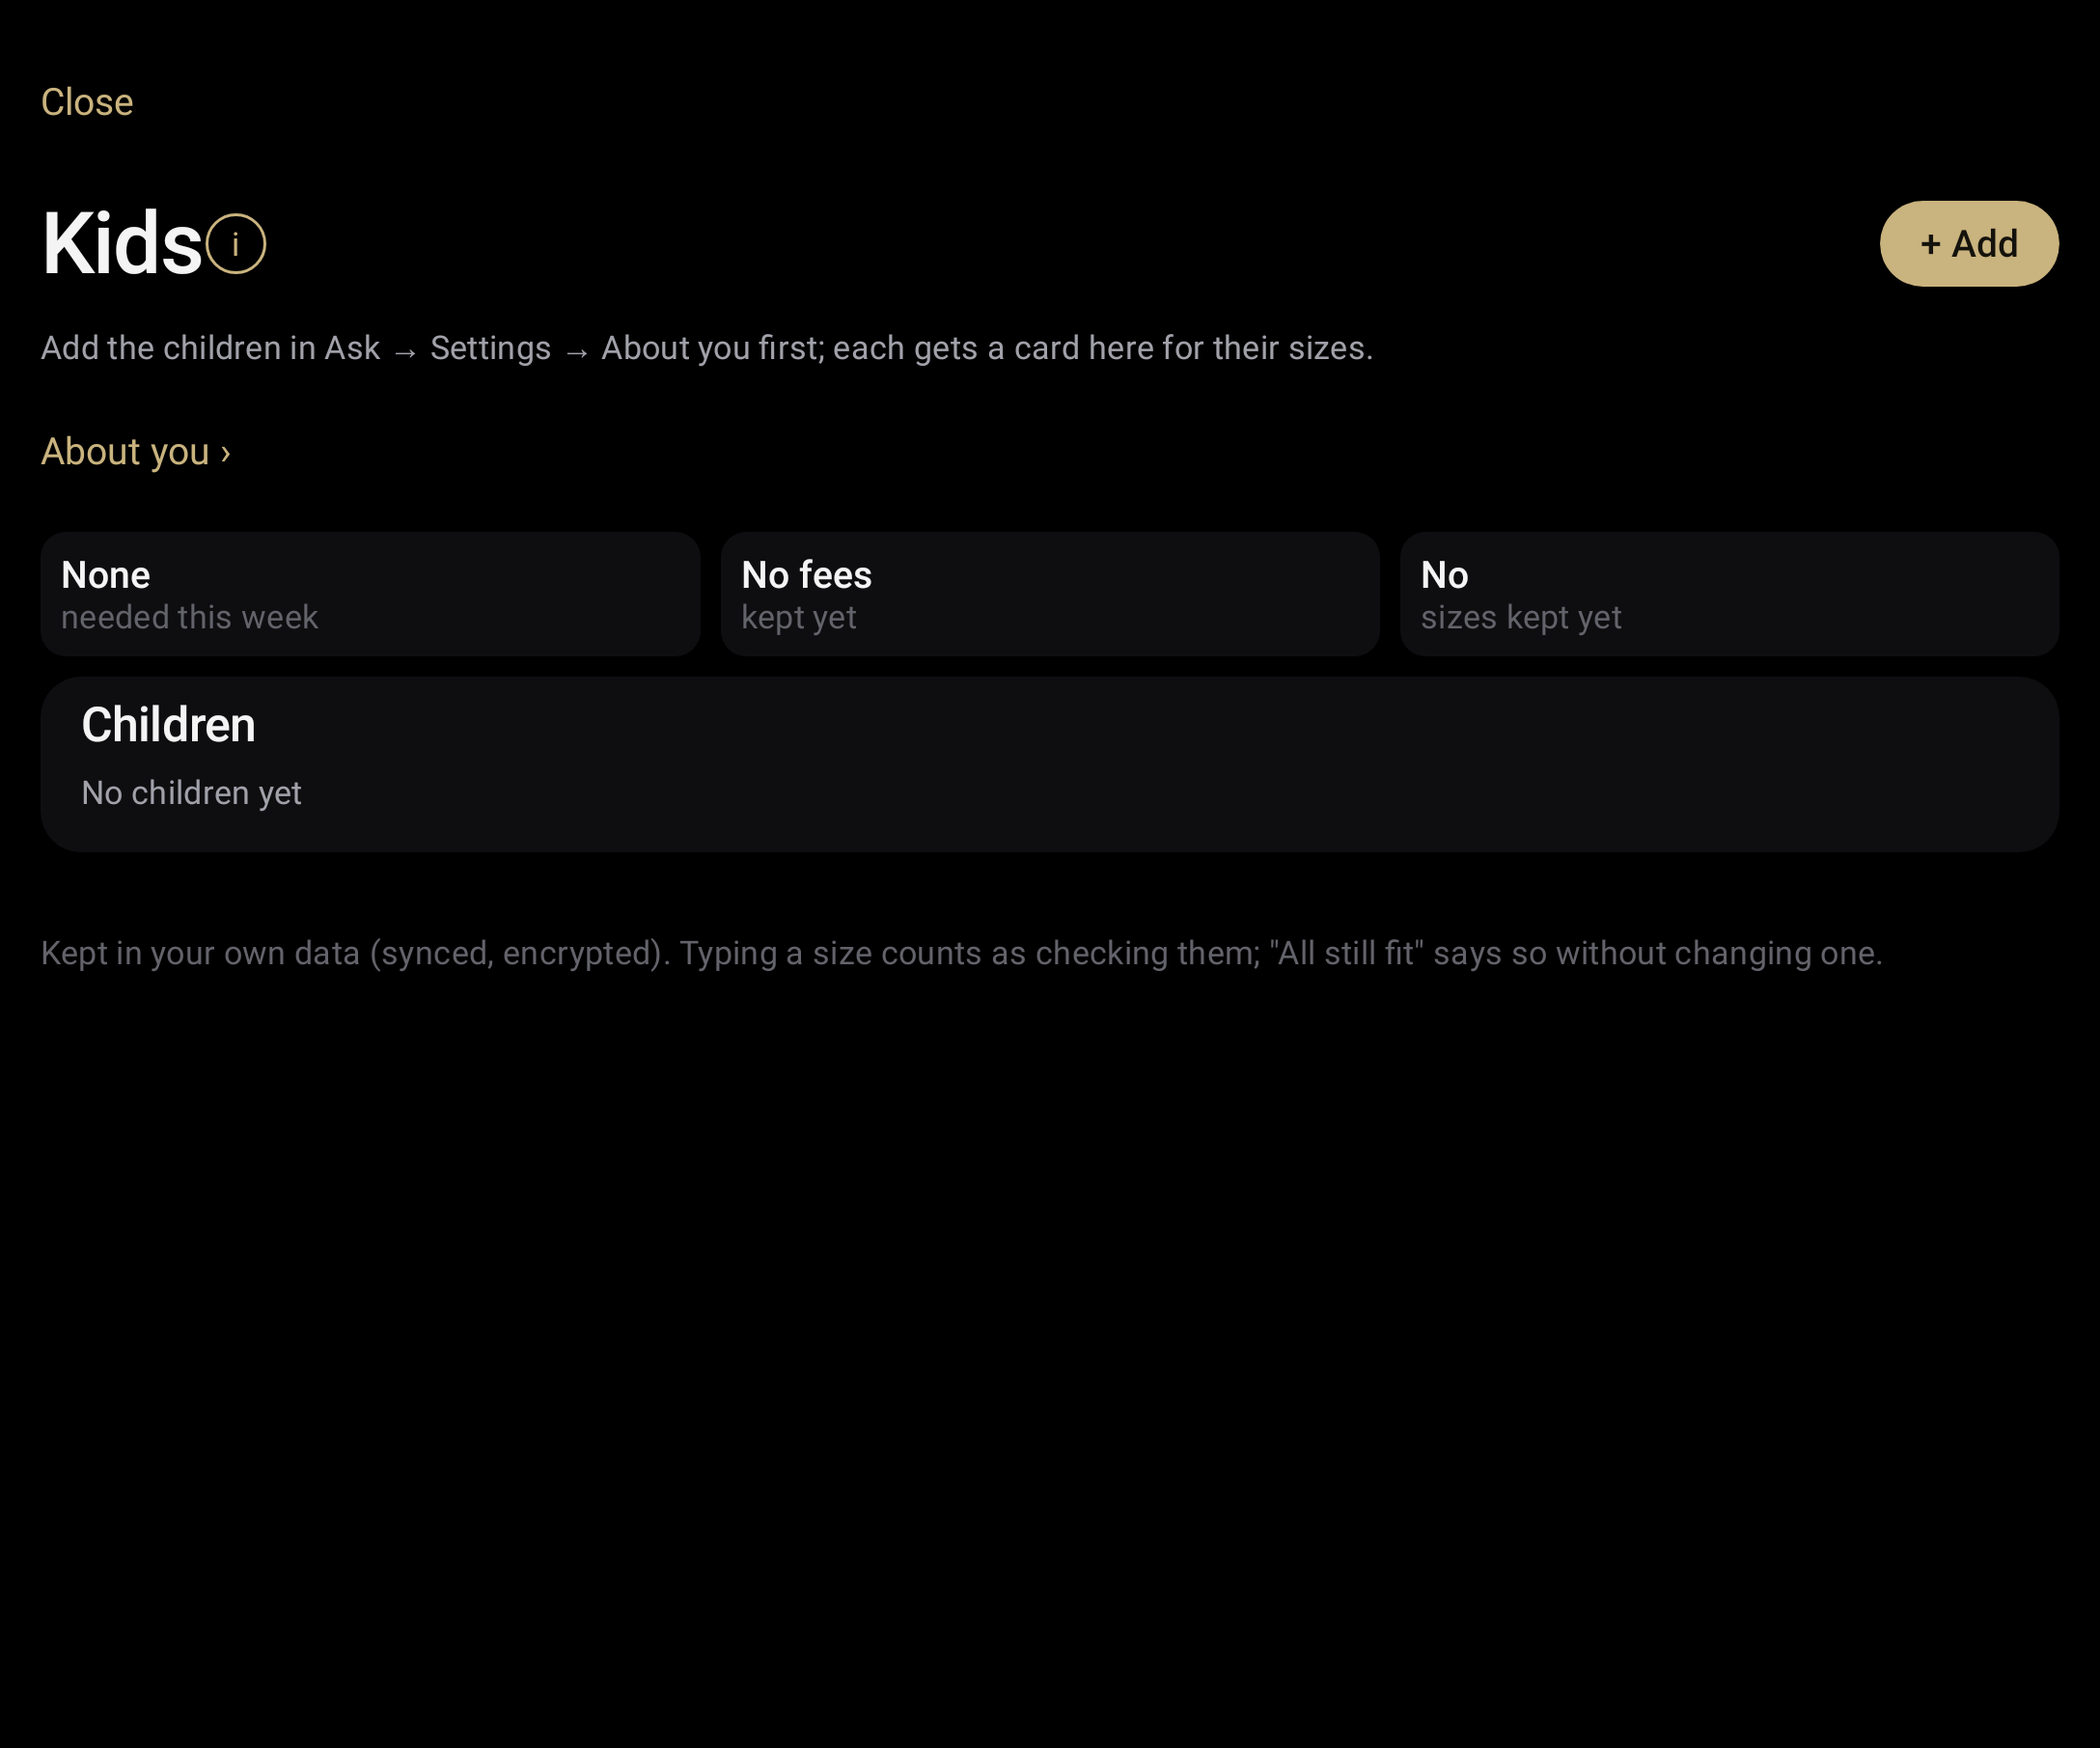 Close
Kids i
+ Add
Add the children in Ask → Settings → About you first; each gets a card here for their sizes.
About you ›
None
needed this week
No fees
kept yet
No
sizes kept yet
Children
No children yet
Kept in your own data (synced, encrypted). Typing a size counts as checking them; "All still fit" says so without changing one.